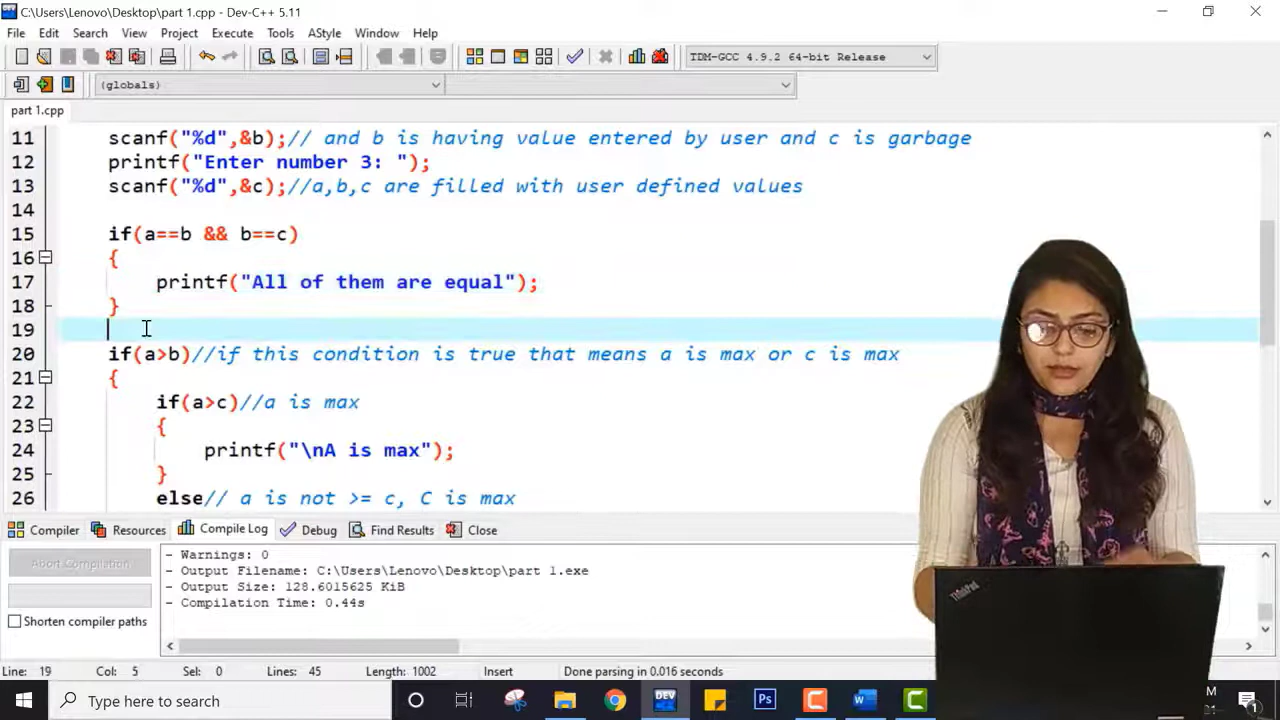 C:\Users\Lenovo\Desktop\part 1.cpp - Dev-C++ 5.11
File Edit Search View Project Execute Tools AStyle Window Help
TDM-GCC 4.9.2 64-bit Release
(globals)
part 1.cpp
11 scanf("%d",&b);// and b is having value entered by user and c is garbage
12 printf("Enter number 3: ");
13 scanf("%d",&c);//a,b,c are filled with user defined values
14
15 if(a==b && b==c)
16 {
17 printf("All of them are equal");
18 }
19
20 if(a>b)//if this condition is true that means a is max or c is max
21 {
22 if(a>c)//a is max
23 {
24 printf("\nA is max");
25 }
26 else// a is not >= c, C is max
Compiler Resources Compile Log Debug Find Results Close
Abort Compilation
Shorten compiler paths
- Warnings: 0
- Output Filename: C:\Users\Lenovo\Desktop\part 1.exe
- Output Size: 128.6015625 KiB
- Compilation Time: 0.44s
Line: 19 Col: 5 Sel: 0 Lines: 45 Length: 1002 Insert Done parsing in 0.016 seconds
ThinkPad
Type here to search
DEV
Ps
W
C
C
M
1